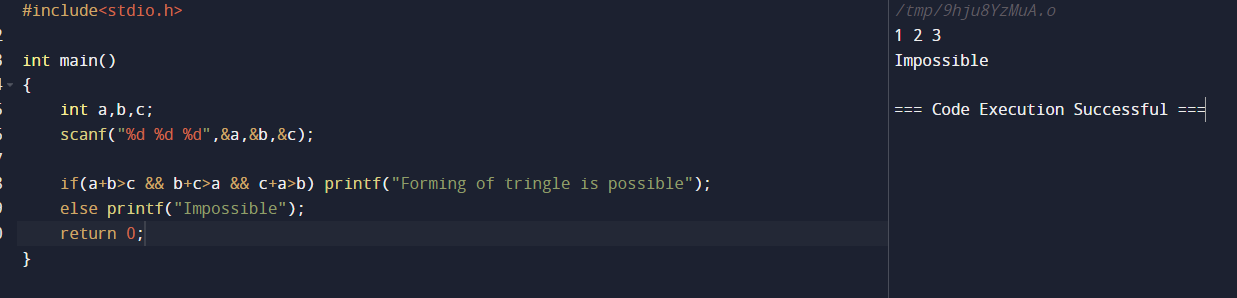 #include<stdio.h>
int main()
{
int a,b,c;
scanf("%d %d %d",&a,&b,&c);
if(a+b>c && b+c>a && c+a>b) printf("Forming of tringle is possible");
else printf("Impossible");
return 0;
}
/tmp/9hju8YzMuA.o
1 2 3
Impossible
=== Code Execution Successful ===